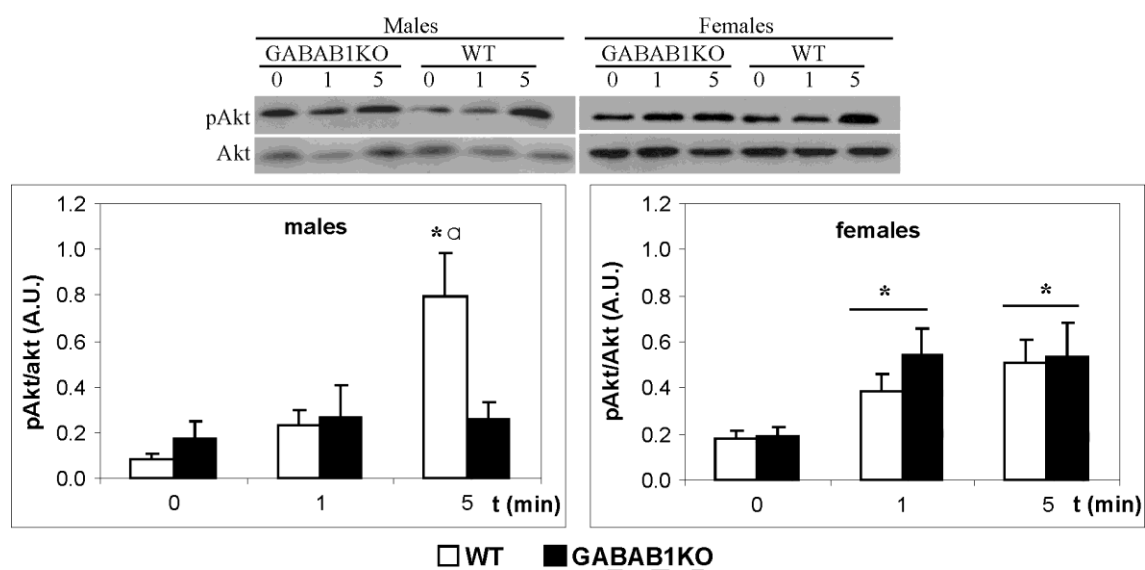 Males Females
GABAB1KO WT GABAB1KO WT
0 1 5 0 1 5 0 1 5 0 1 5
pAkt
Akt
1.2
1.0
0.8
0.6
0.4
0.2
0.0
pAkt/akt (A.U.)
males
* ¤
0 1 5 t (min)
1.2
1.0
0.8
0.6
0.4
0.2
0.0
pAkt/Akt (A.U.)
females
* *
0 1 5 t (min)
WT GABAB1KO